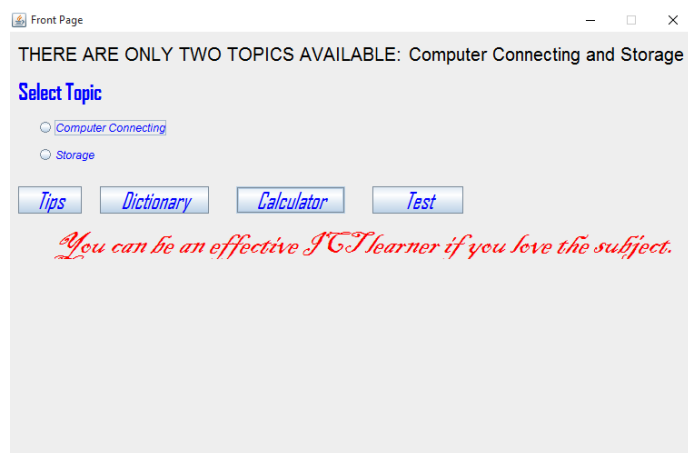 Front Page
THERE ARE ONLY TWO TOPICS AVAILABLE: Computer Connecting and Storage
Select Topic
Computer Connecting
Storage
Tips Dictionary Calculator Test
You can be an effective ICT learner if you love the subject.